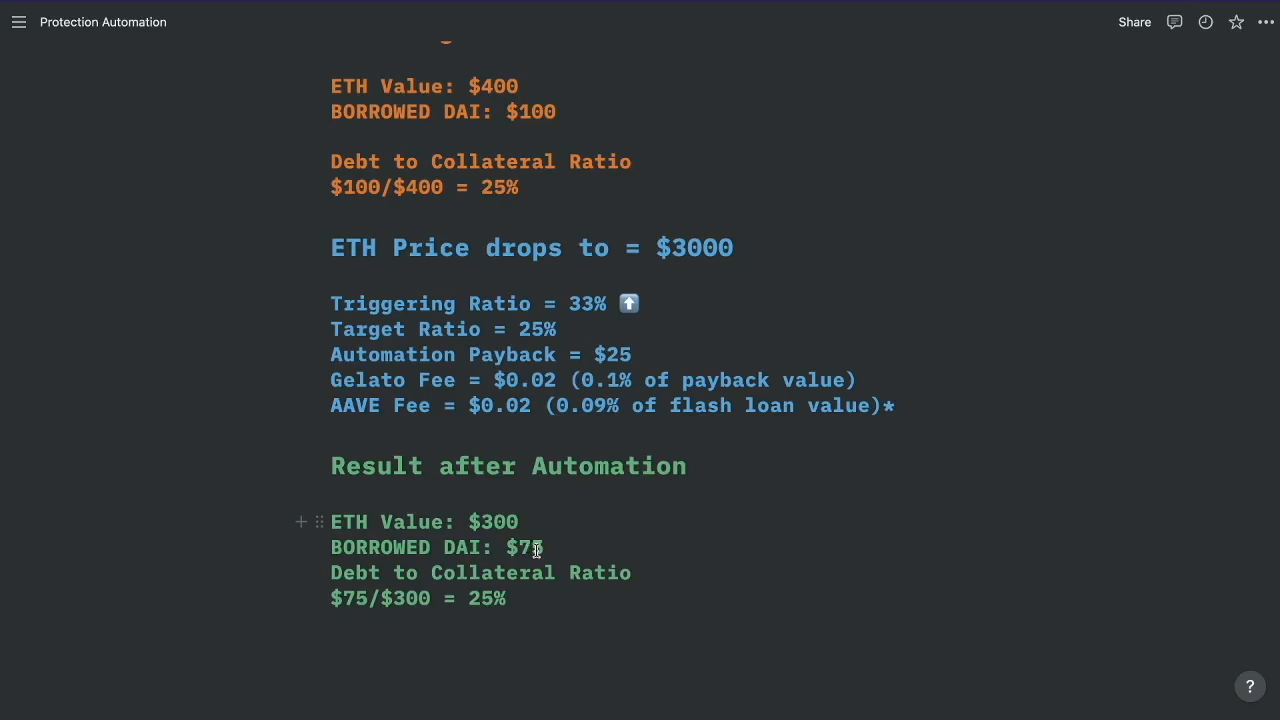 Protection Automation
Share
ETH Value: $400
BORROWED DAI: $100
Debt to Collateral Ratio
$100/$400 = 25%
ETH Price drops to = $3000
Triggering Ratio = 33% ⬆
Target Ratio = 25%
Automation Payback = $25
Gelato Fee = $0.02 (0.1% of payback value)
AAVE Fee = $0.02 (0.09% of flash loan value)*
Result after Automation
ETH Value: $300
BORROWED DAI: $75
Debt to Collateral Ratio
$75/$300 = 25%
?